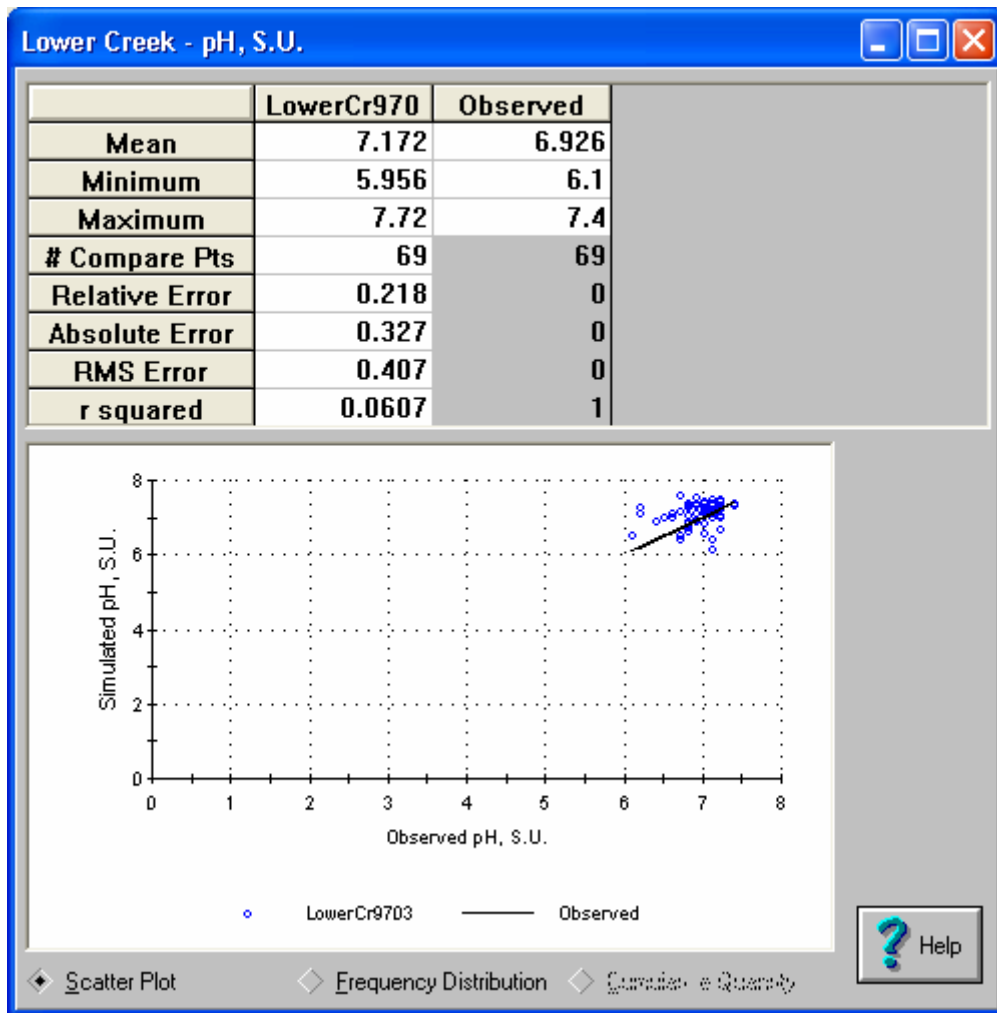 Lower Creek - pH, S.U.
LowerCr970 Observed
Mean 7.172 6.926
Minimum 5.956 6.1
Maximum 7.72 7.4
# Compare Pts 69 69
Relative Error 0.218 0
Absolute Error 0.327 0
RMS Error 0.407 0
r squared 0.0607 1
8
6
4
2
0
Simulated pH, S.U.
0 1 2 3 4 5 6 7 8
Observed pH, S.U.
LowerCr9703 Observed
Help
Scatter Plot Frequency Distribution